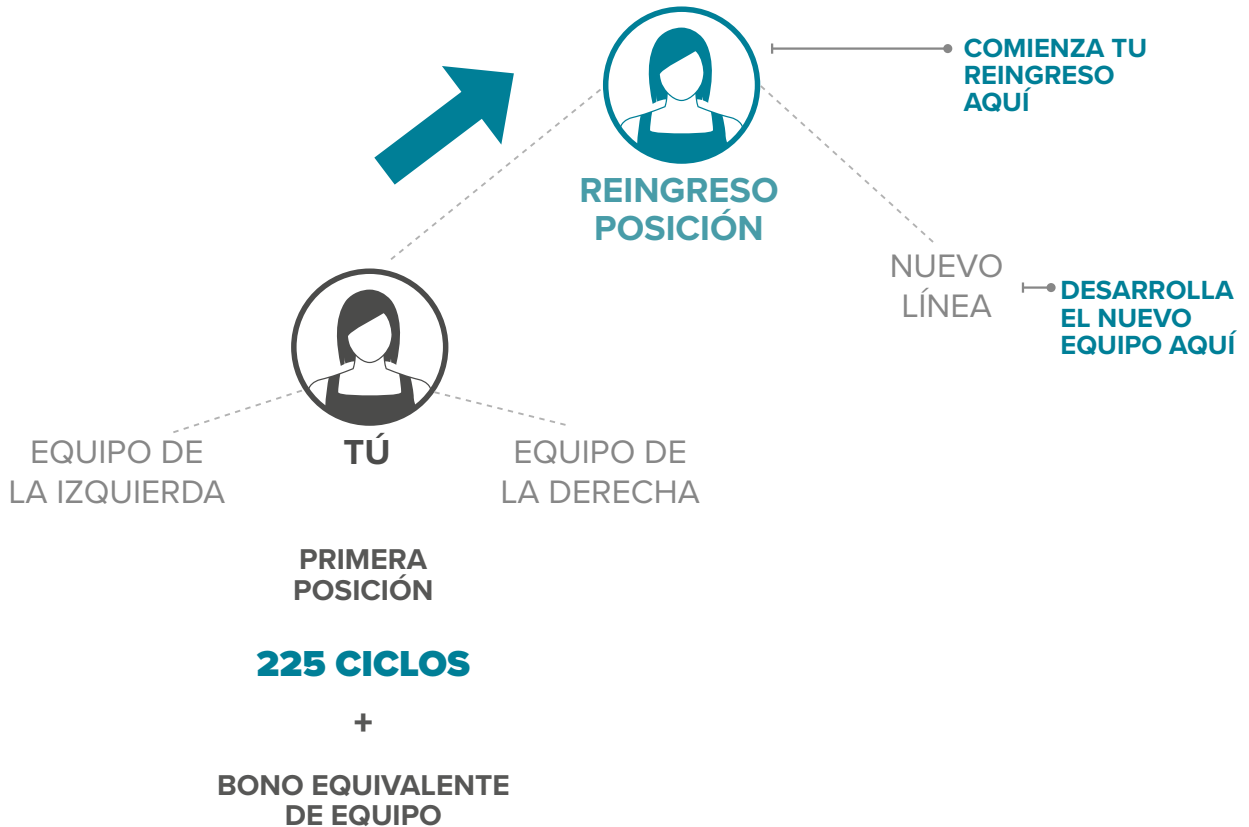 COMIENZA TU
REINGRESO
AQUÍ
REINGRESO
POSICIÓN
NUEVO
LÍNEA
DESARROLLA
EL NUEVO
EQUIPO AQUÍ
TÚ
EQUIPO DE
LA IZQUIERDA
EQUIPO DE
LA DERECHA
PRIMERA
POSICIÓN
225 CICLOS
+
BONO EQUIVALENTE
DE EQUIPO